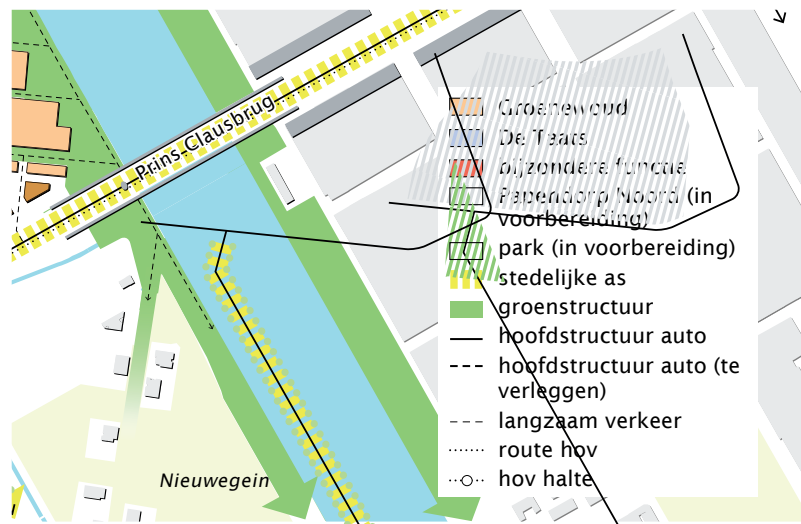 Prins Clausbrug
Groenewoud
De Taats
bijzondere functie
Papendorp Noord (in
voorbereiding)
park (in voorbereiding)
stedelijke as
groenstructuur
hoofdstructuur auto
hoofdstructuur auto (te
verleggen)
langzaam verkeer
route hov
hov halte
Nieuwegein